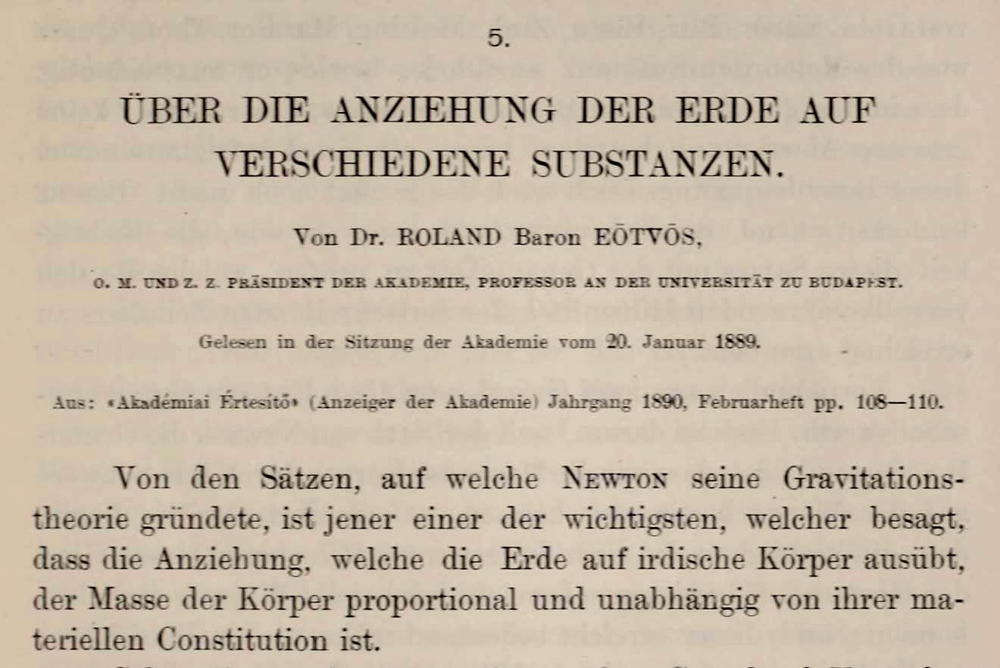 5.
ÜBER DIE ANZIEHUNG DER ERDE AUF
VERSCHIEDENE SUBSTANZEN.
Von Dr. ROLAND Baron EÖTVÖS,
O. M. UND Z. Z. PRÄSIDENT DER AKADEMIE, PROFESSOR AN DER UNIVERSITÄT ZU BUDAPEST.
Gelesen in der Sitzung der Akademie vom 20. Januar 1889.
Aus: «Akadémiai Értesítő» (Anzeiger der Akademie) Jahrgang 1890, Februarheft pp. 108—110.
Von den Sätzen, auf welche NEWTON seine Gravitations-
theorie gründete, ist jener einer der wichtigsten, welcher besagt,
dass die Anziehung, welche die Erde auf irdische Körper ausübt,
der Masse der Körper proportional und unabhängig von ihrer ma-
teriellen Constitution ist.